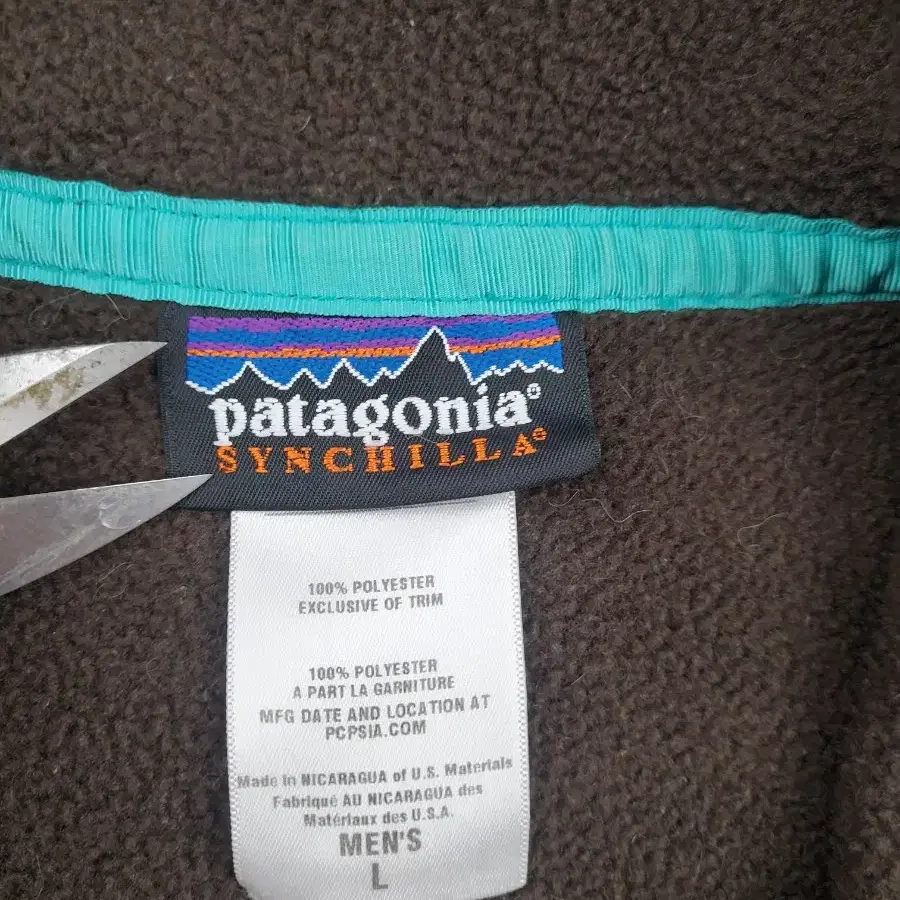 patagonia®
SYNCHILLA®
100% POLYESTER
EXCLUSIVE OF TRIM
100% POLYESTER
A PART LA GARNITURE
MFG DATE AND LOCATION AT
PCPSIA.COM
Made in NICARAGUA of U.S. Materials
Fabriqué AU NICARAGUA des
Matériaux des U.S.A.
MEN'S
L